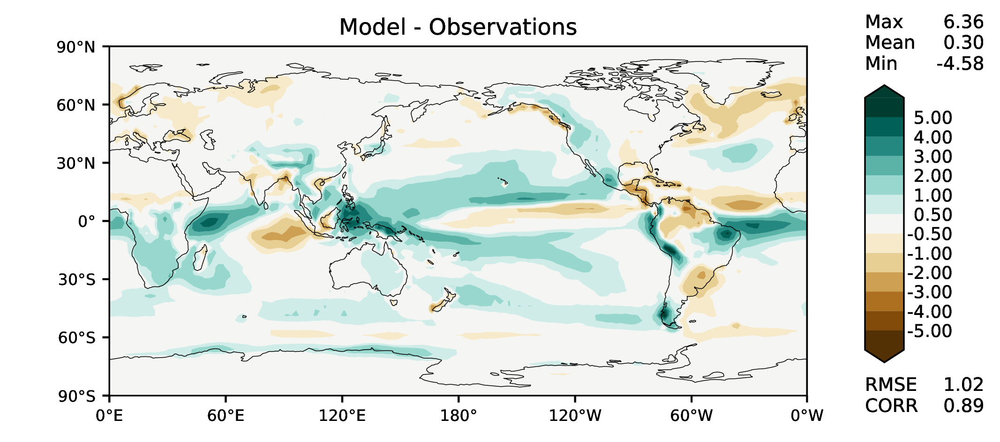 Model - Observations
Max 6.36
Mean 0.30
Min -4.58
90°N
60°N
30°N
0°
30°S
60°S
90°S
0°E 60°E 120°E 180° 120°W 60°W 0°W
5.00
4.00
3.00
2.00
1.00
0.50
-0.50
-1.00
-2.00
-3.00
-4.00
-5.00
RMSE 1.02
CORR 0.89